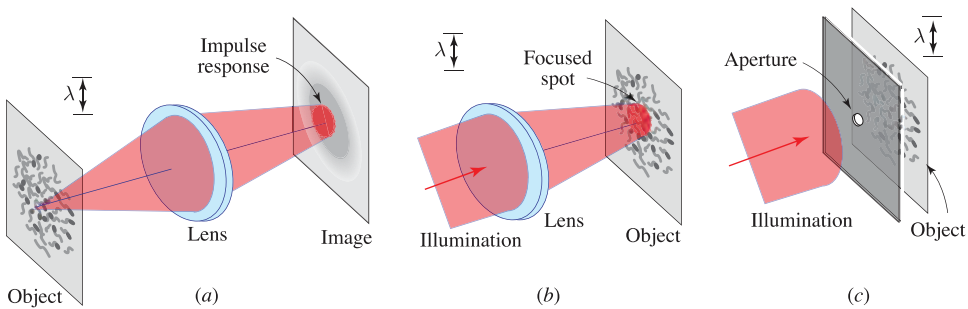 λ
Impulse
response
Object
Lens
Image
(a)
λ
Focused
spot
Illumination
Lens
Object
(b)
λ
Aperture
Illumination
Object
(c)